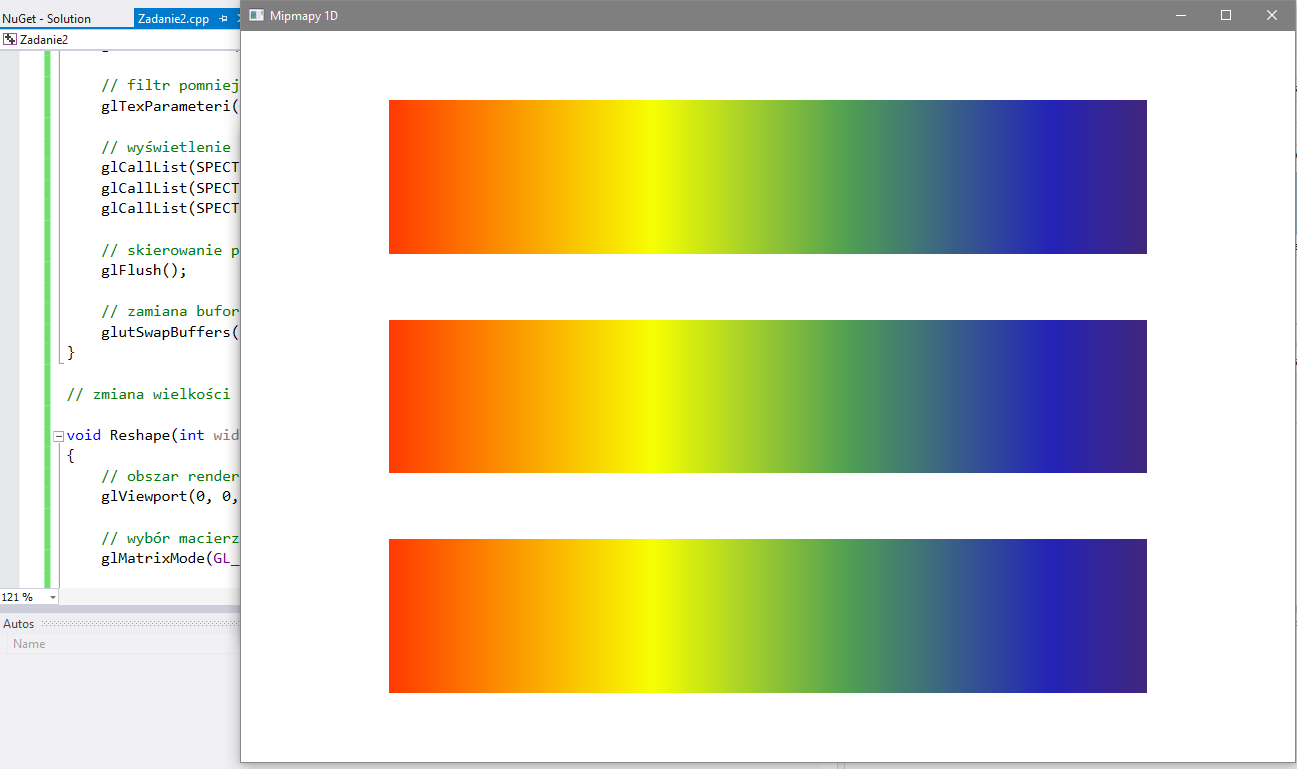 NuGet - Solution
Zadanie2.cpp
Mipmapy 1D
Zadanie2
// filtr pomniej
glTexParameteri(
// wyświetlenie
glCallList(SPECT
glCallList(SPECT
glCallList(SPECT
// skierowanie p
glFlush();
// zamiana bufor
glutSwapBuffers(
}
// zmiana wielkości
void Reshape(int wid
{
// obszar render
glViewport(0, 0,
// wybór macierz
glMatrixMode(GL_
121 %
Autos
Name